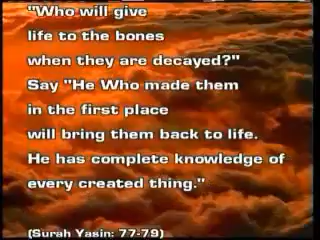 "Who will give
life to the bones
when they are decayed?"
Say "He Who made them
in the first place
will bring them back to life.
He has complete knowledge of
every created thing."
(Surah Yasin: 77-79)